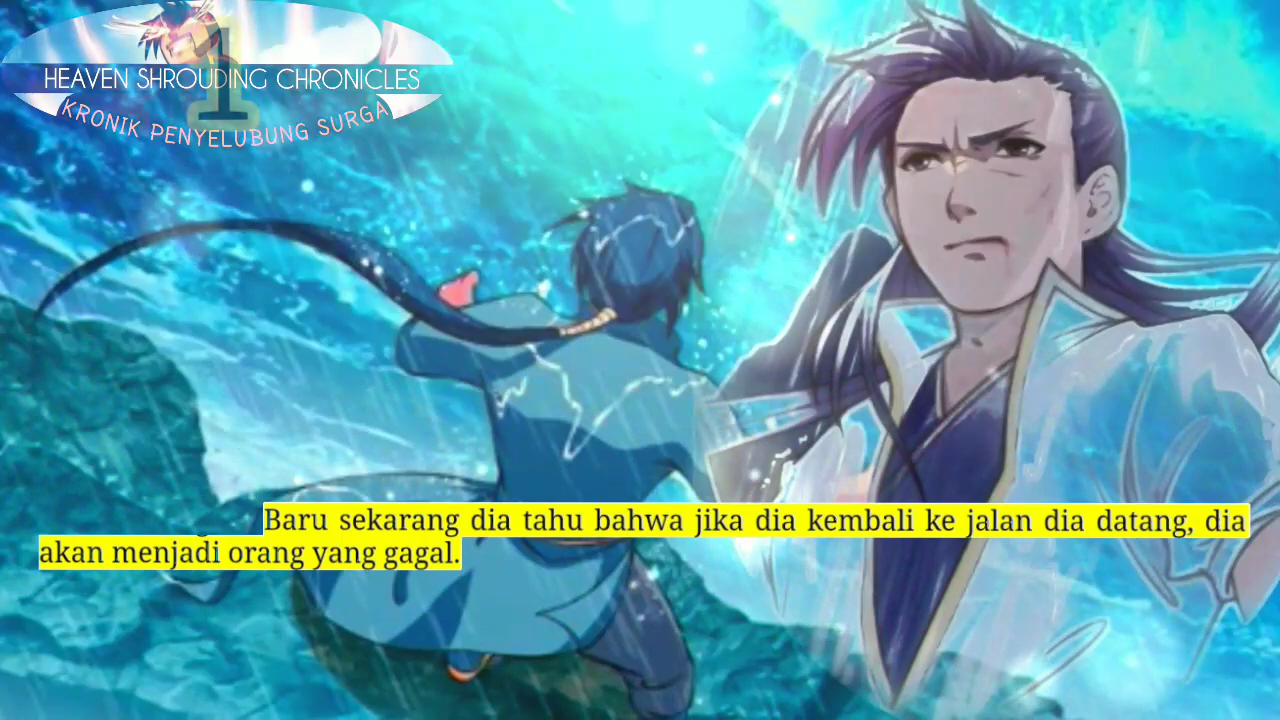 1
HEAVEN SHROUDING CHRONICLES
KRONIK PENYELUBUNG SURGA
Baru sekarang dia tahu bahwa jika dia kembali ke jalan dia datang, dia
akan menjadi orang yang gagal.